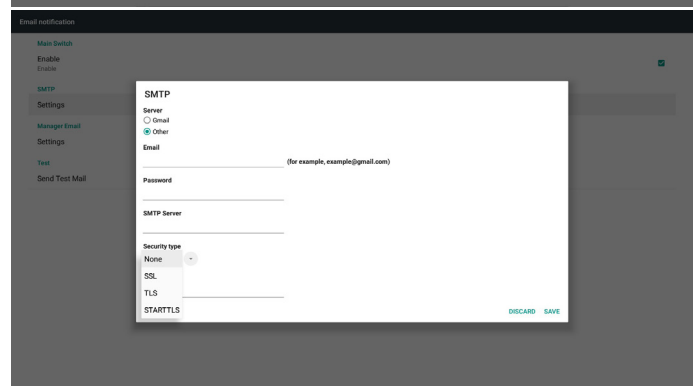 Email notification
Main Switch
Enable
Enable
SMTP
Settings
Manager Email
Settings
Test
Send Test Mail
SMTP
Server
Gmail
Other
Email
(for example, example@gmail.com)
Password
SMTP Server
Security type
None
SSL
TLS
STARTTLS
DISCARD SAVE